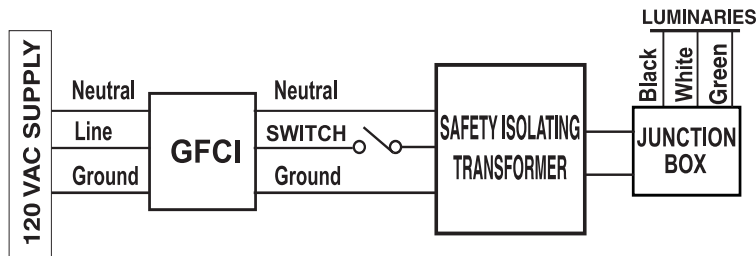 120 VAC SUPPLY
Neutral
Line
Ground
GFCI
Neutral
SWITCH
Ground
SAFETY ISOLATING
TRANSFORMER
LUMINARIES
Black
White
Green
JUNCTION
BOX